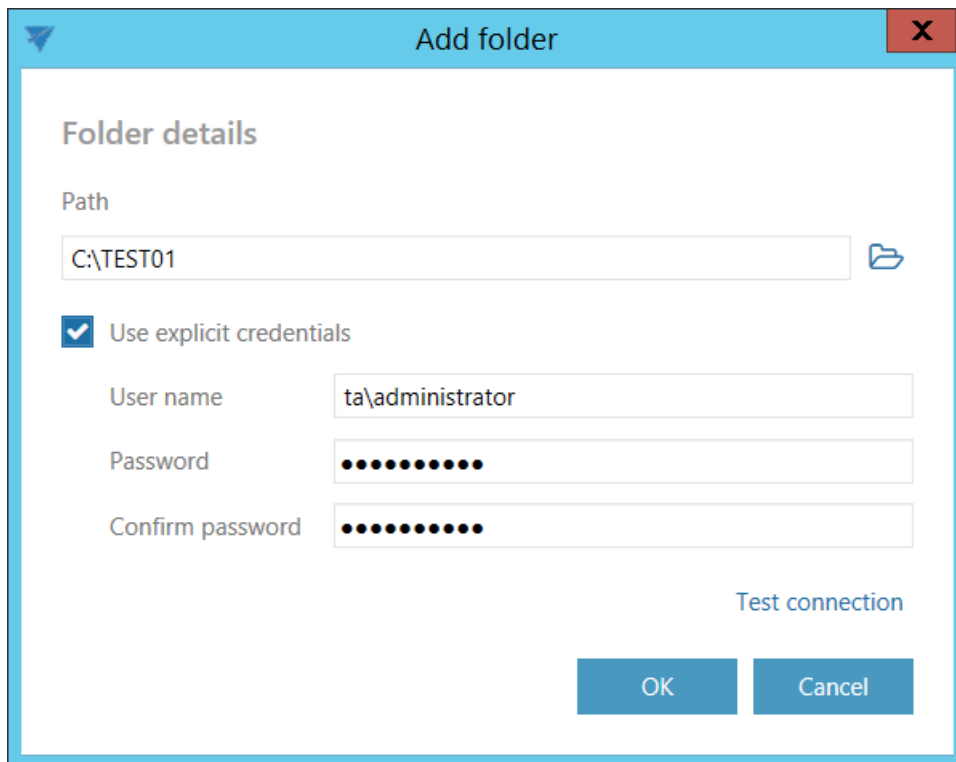 Add folder
X
Folder details
Path
C:\TEST01
Use explicit credentials
User name ta\administrator
Password ●●●●●●●●●●
Confirm password ●●●●●●●●●●
Test connection
OK Cancel